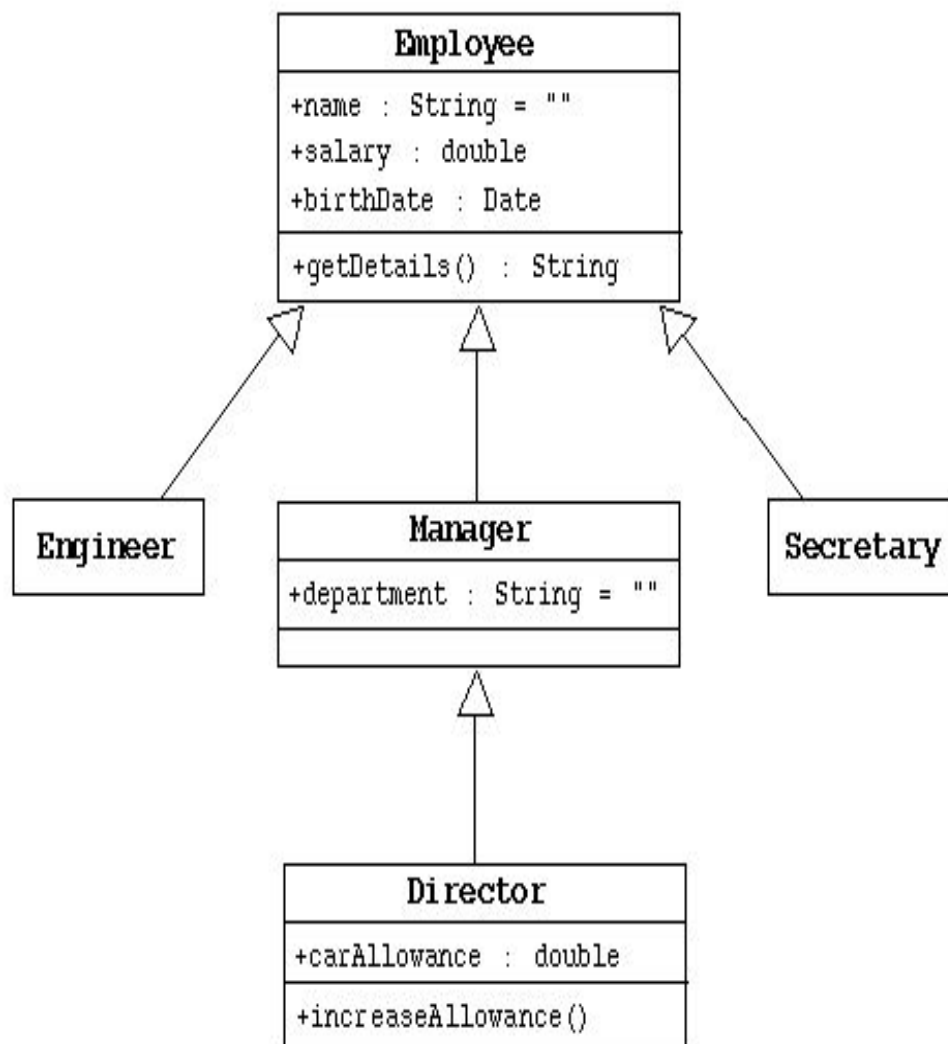 Employee
+name : String = ""
+salary : double
+birthDate : Date
+getDetails() : String
Engineer
Manager
+department : String = ""
Secretary
Director
+carAllowance : double
+increaseAllowance()